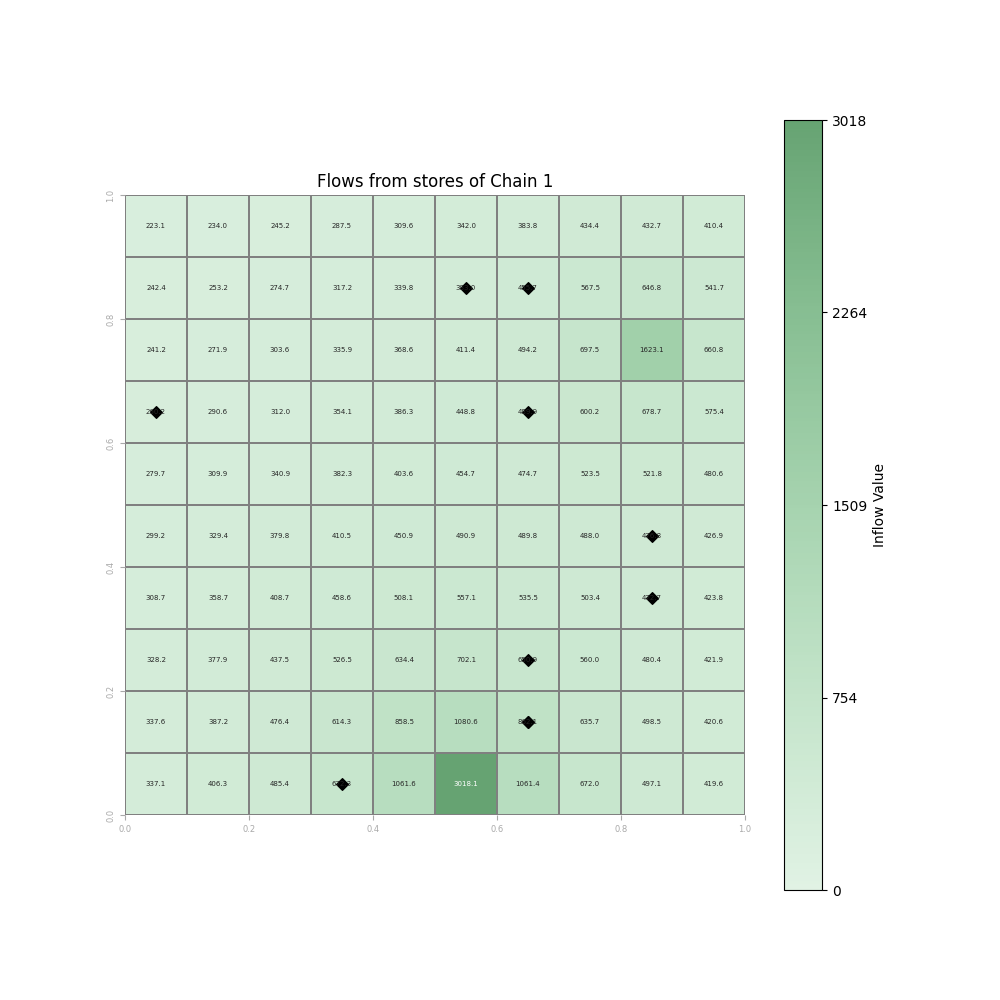 Flows from stores of Chain 1
1.0
223.1 234.0 245.2 287.5 309.6 342.0 383.8 434.4 432.7 410.4
242.4 253.2 274.7 317.2 339.8 567.5 646.8 541.7
0.8
241.2 271.9 303.6 335.9 368.6 411.4 494.2 697.5 1623.1 660.8
290.6 312.0 354.1 386.3 448.8 600.2 678.7 575.4
0.6
279.7 309.9 340.9 382.3 403.6 454.7 474.7 523.5 521.8 480.6
299.2 329.4 379.8 410.5 450.9 490.9 489.8 488.0 426.9
0.4
308.7 358.7 408.7 458.6 508.1 557.1 535.5 503.4 423.8
328.2 377.9 437.5 526.5 634.4 702.1 560.0 480.4 421.9
0.2
337.6 387.2 476.4 614.3 858.5 1080.6 635.7 498.5 420.6
337.1 406.3 485.4 1061.6 3018.1 1061.4 672.0 497.1 419.6
0.0
0.0 0.2 0.4 0.6 0.8 1.0
3018
2264
1509
754
0
Inflow Value